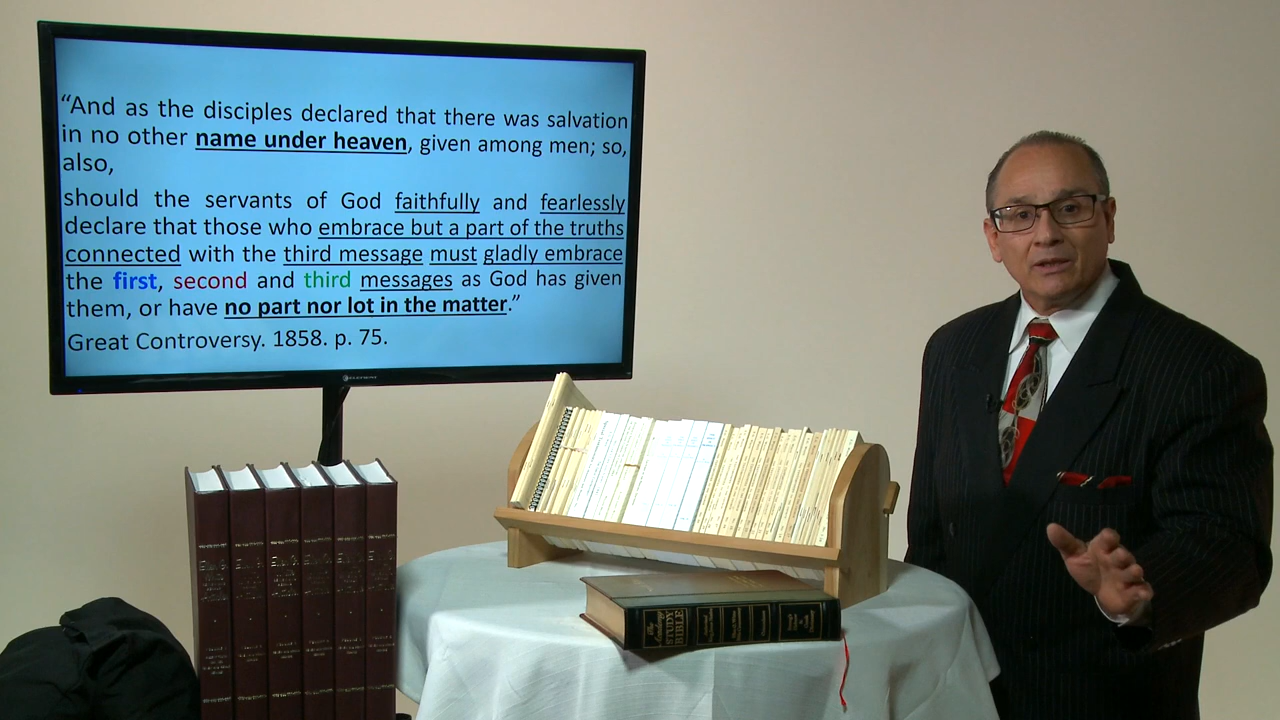 “And as the disciples declared that there was salvation
in no other name under heaven, given among men; so,
also,
should the servants of God faithfully and fearlessly
declare that those who embrace but a part of the truths
connected with the third message must gladly embrace
the first, second and third messages as God has given
them, or have no part nor lot in the matter.”
Great Controversy. 1858. p. 75.
STUDY
BIBLE